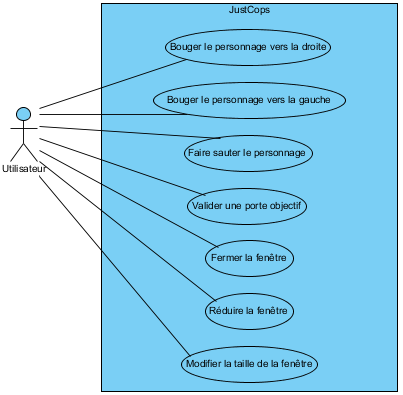 JustCops
Bouger le personnage vers la droite
Bouger le personnage vers la gauche
Faire sauter le personnage
Utilisateur
Valider une porte objectif
Fermer la fenêtre
Réduire la fenêtre
Modifier la taille de la fenêtre